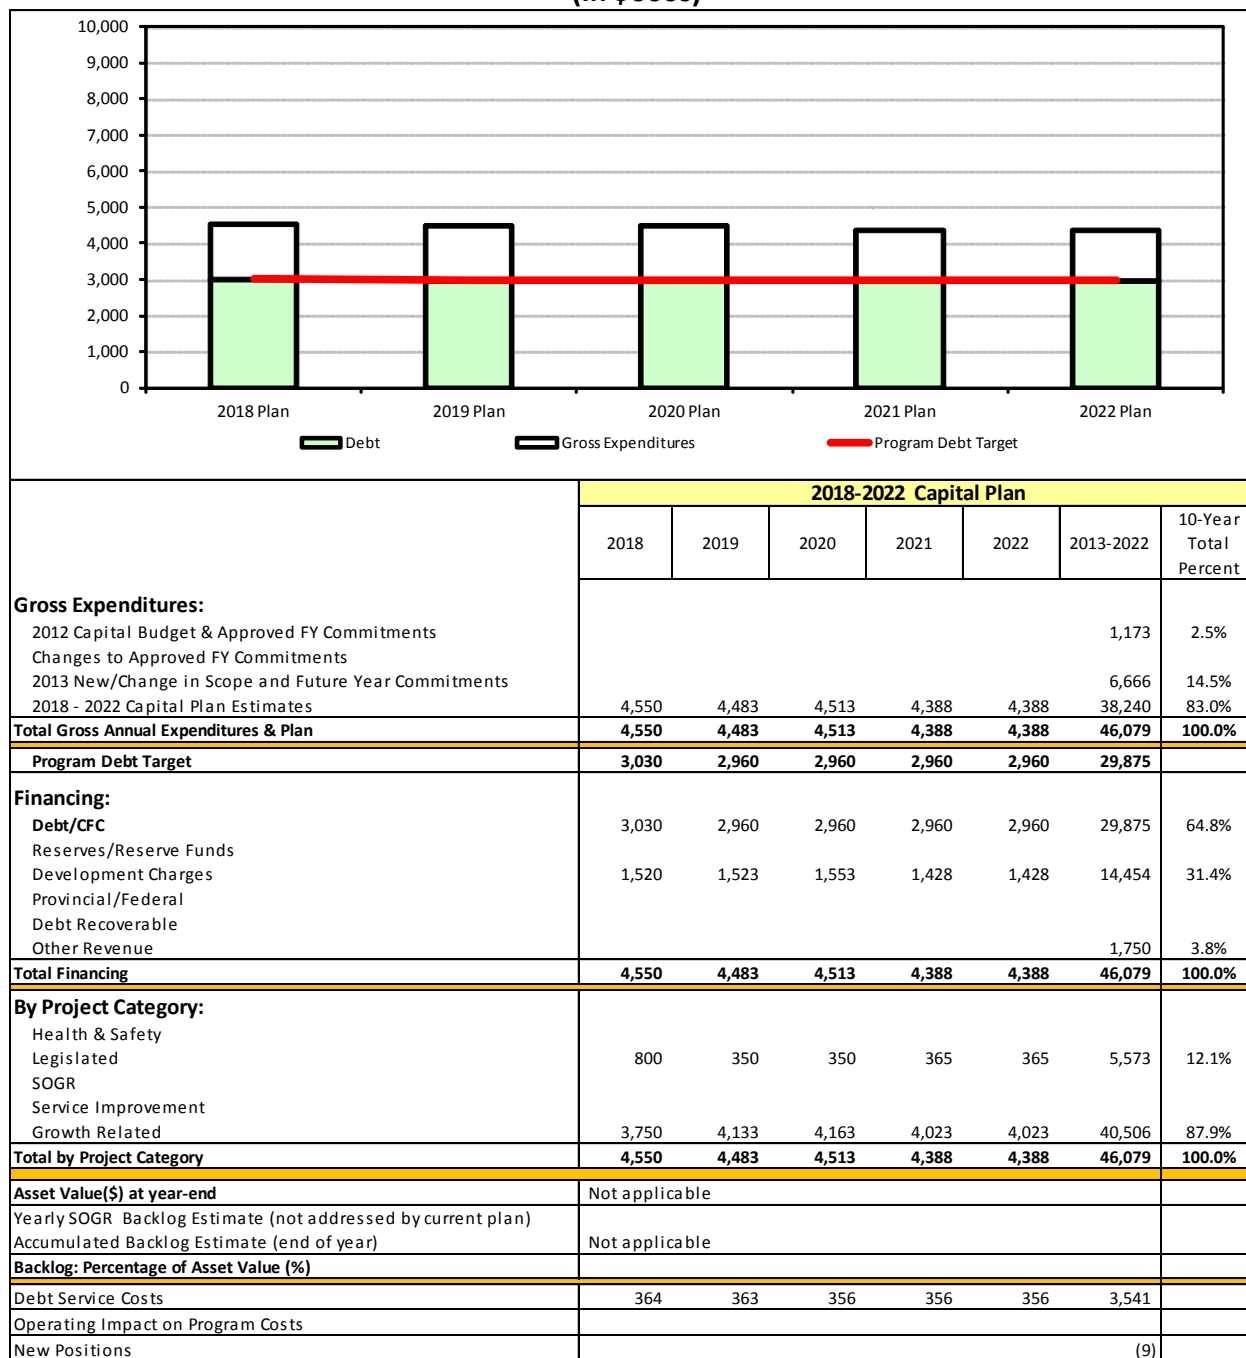 10,000
9,000
8,000
7,000
6,000
5,000
4,000
3,000
2,000
1,000
0
2018 Plan 2019 Plan 2020 Plan 2021 Plan 2022 Plan
Debt Gross Expenditures Program Debt Target
2018-2022 Capital Plan
2018 2019 2020 2021 2022 2013-2022 10-Year Total Percent
Gross Expenditures:
2012 Capital Budget & Approved FY Commitments 1,173 2.5%
Changes to Approved FY Commitments
2013 New/Change in Scope and Future Year Commitments 6,666 14.5%
2018 - 2022 Capital Plan Estimates 4,550 4,483 4,513 4,388 4,388 38,240 83.0%
Total Gross Annual Expenditures & Plan 4,550 4,483 4,513 4,388 4,388 46,079 100.0%
Program Debt Target 3,030 2,960 2,960 2,960 2,960 29,875
Financing:
Debt/CFC 3,030 2,960 2,960 2,960 2,960 29,875 64.8%
Reserves/Reserve Funds
Development Charges 1,520 1,523 1,553 1,428 1,428 14,454 31.4%
Provincial/Federal
Debt Recoverable
Other Revenue 1,750 3.8%
Total Financing 4,550 4,483 4,513 4,388 4,388 46,079 100.0%
By Project Category:
Health & Safety
Legislated 800 350 350 365 365 5,573 12.1%
SOGR
Service Improvement
Growth Related 3,750 4,133 4,163 4,023 4,023 40,506 87.9%
Total by Project Category 4,550 4,483 4,513 4,388 4,388 46,079 100.0%
Asset Value($) at year-end Not applicable
Yearly SOGR Backlog Estimate (not addressed by current plan)
Accumulated Backlog Estimate (end of year) Not applicable
Backlog: Percentage of Asset Value (%)
Debt Service Costs 364 363 356 356 356 3,541
Operating Impact on Program Costs
New Positions (9)